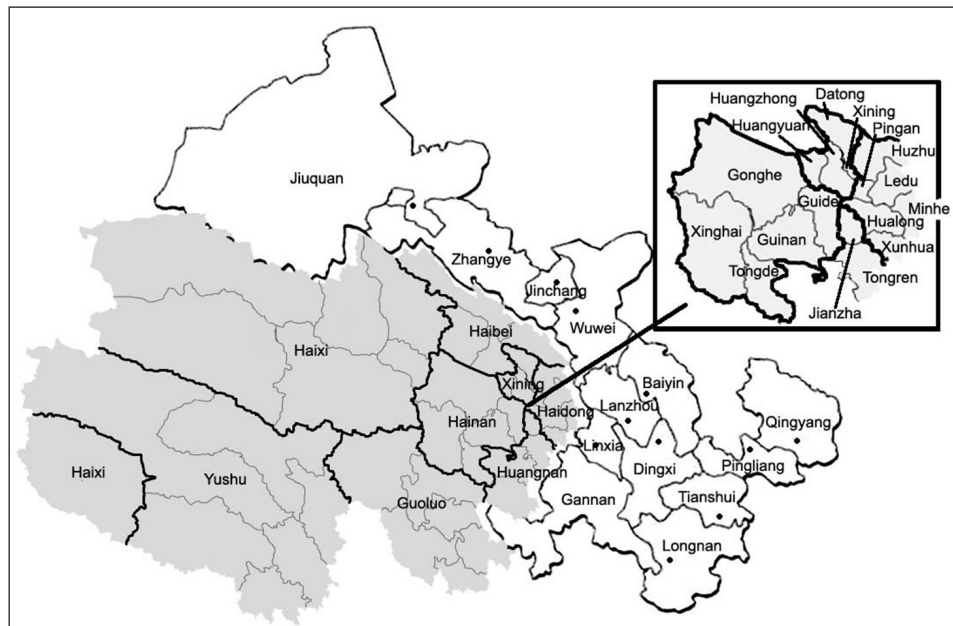 Jiuquan
Zhangye
Jinchang
Wuwei
Haibei
Haixi
Xining
Baiyin
Lanzhou
Haidong
Hainan
Qingyang
Linxia
Huangnan
Dingxi
Pingliang
Haixi
Yushu
Guoluo
Gannan
Tianshui
Longnan
Datong
Huangzhong
Xining
Huangyuan
Pingan
Huzhu
Gonghe
Ledu
Guide
Minhe
Hualong
Xinghai
Guinan
Xunhua
Tongde
Tongren
Jianzha